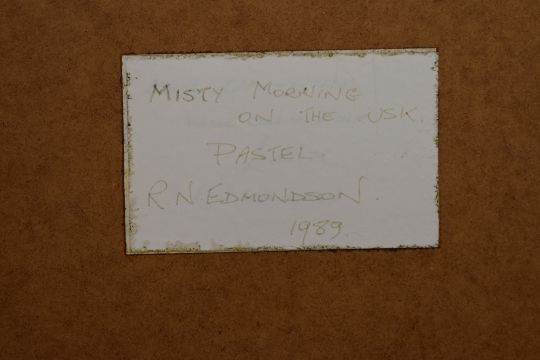 MISTY MORNING
ON THE USK.
PASTEL.
R. N. EDMONDSON.
1989.